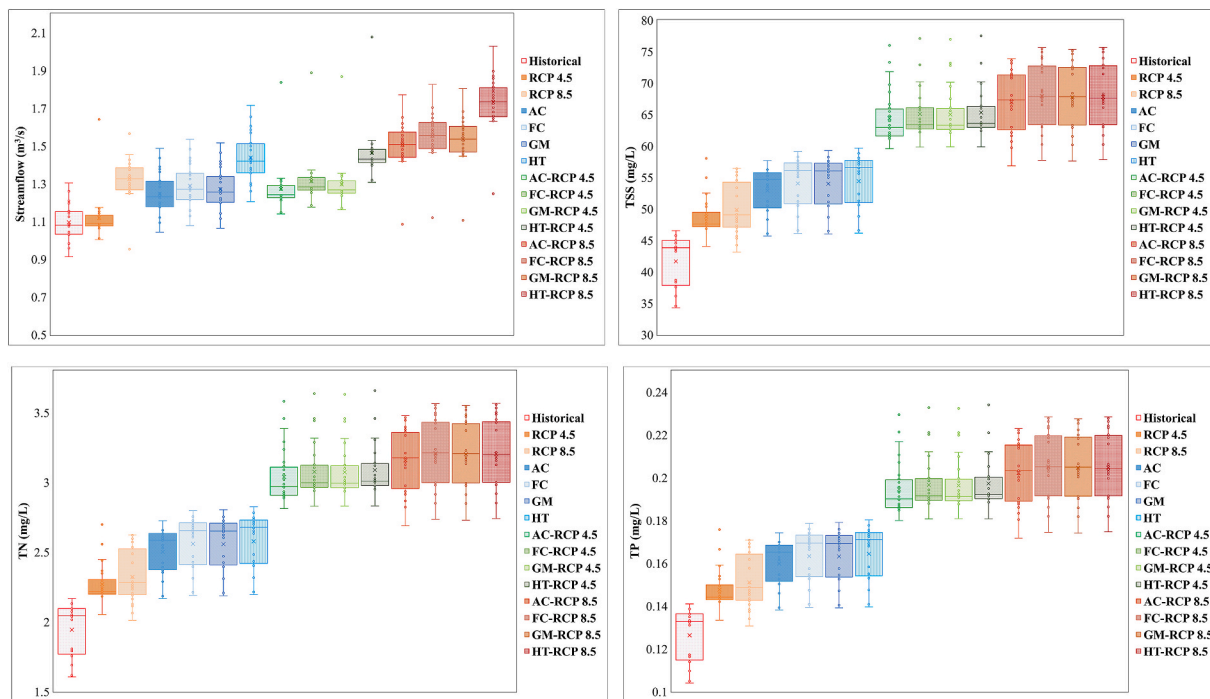 2.1
1.9
1.7
1.5
1.3
1.1
0.9
0.7
0.5
Streamflow (m³/s)
Historical
RCP 4.5
RCP 8.5
AC
FC
GM
HT
AC-RCP 4.5
FC-RCP 4.5
GM-RCP 4.5
HT-RCP 4.5
AC-RCP 8.5
FC-RCP 8.5
GM-RCP 8.5
HT-RCP 8.5
80
75
70
65
60
55
50
45
40
35
30
TSS (mg/L)
Historical
RCP 4.5
RCP 8.5
AC
FC
GM
HT
AC-RCP 4.5
FC-RCP 4.5
GM-RCP 4.5
HT-RCP 4.5
AC-RCP 8.5
FC-RCP 8.5
GM-RCP 8.5
HT-RCP 8.5
3.5
3
2.5
2
1.5
TN (mg/L)
Historical
RCP 4.5
RCP 8.5
AC
FC
GM
HT
AC-RCP 4.5
FC-RCP 4.5
GM-RCP 4.5
HT-RCP 4.5
AC-RCP 8.5
FC-RCP 8.5
GM-RCP 8.5
HT-RCP 8.5
0.24
0.22
0.2
0.18
0.16
0.14
0.12
0.1
TP (mg/L)
Historical
RCP 4.5
RCP 8.5
AC
FC
GM
HT
AC-RCP 4.5
FC-RCP 4.5
GM-RCP 4.5
HT-RCP 4.5
AC-RCP 8.5
FC-RCP 8.5
GM-RCP 8.5
HT-RCP 8.5